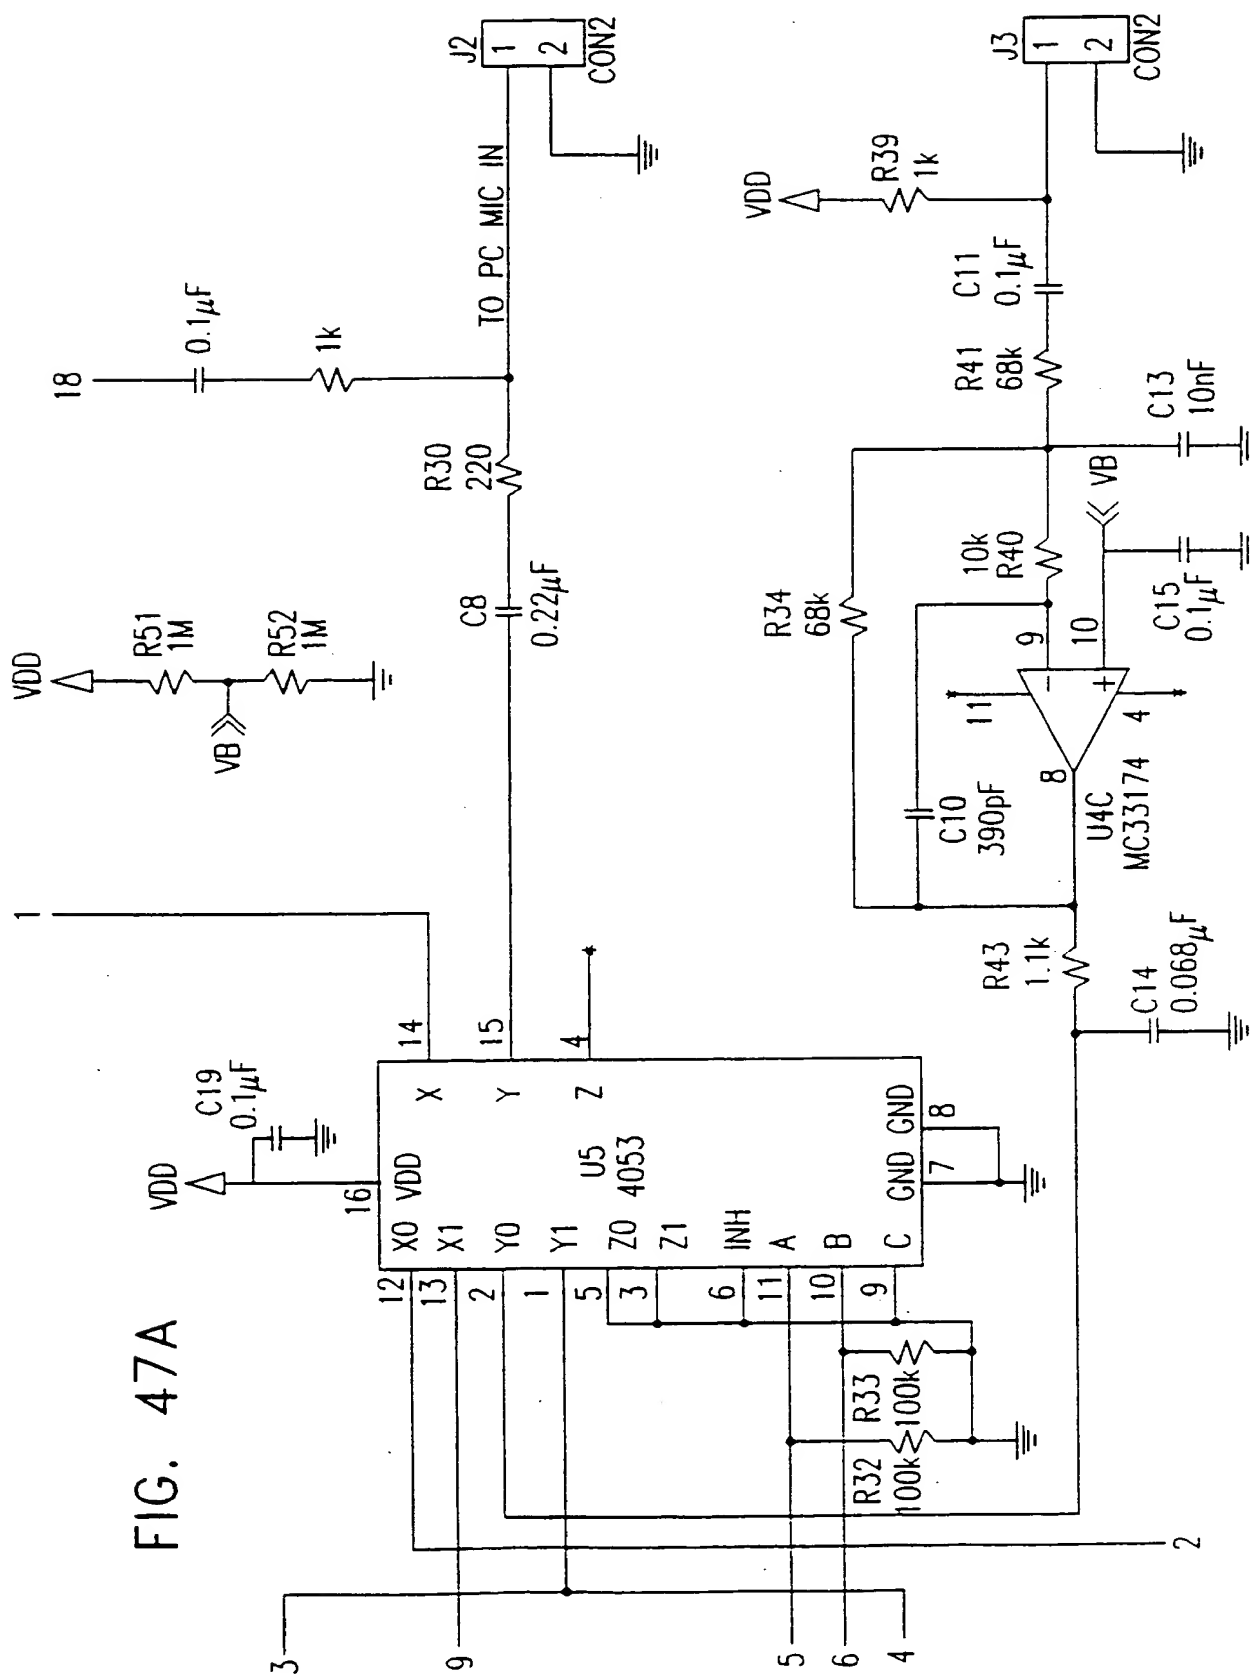 FIG. 47A
3
9
5
6
4
2
1
18
VDD
C19
0.1μF
16
VDD
12
X0
13
X1
2
Y0
1
Y1
5
Z0
3
Z1
6
INH
11
A
10
B
9
C
14
X
15
Y
4
Z
U5
4053
GND
7
GND
8
R32
100k
R33
100k
VDD
R51
1M
R52
1M
VB
0.1μF
1k
C8
0.22μF
R30
220
TO PC MIC IN
J2
1
2
CON2
VDD
R39
1k
J3
1
2
CON2
C11
0.1μF
R41
68k
C13
10nF
R34
68k
10k
R40
VB
C15
0.1μF
C10
390pF
9
10
11
4
8
U4C
MC33174
R43
1.1k
C14
0.068μF